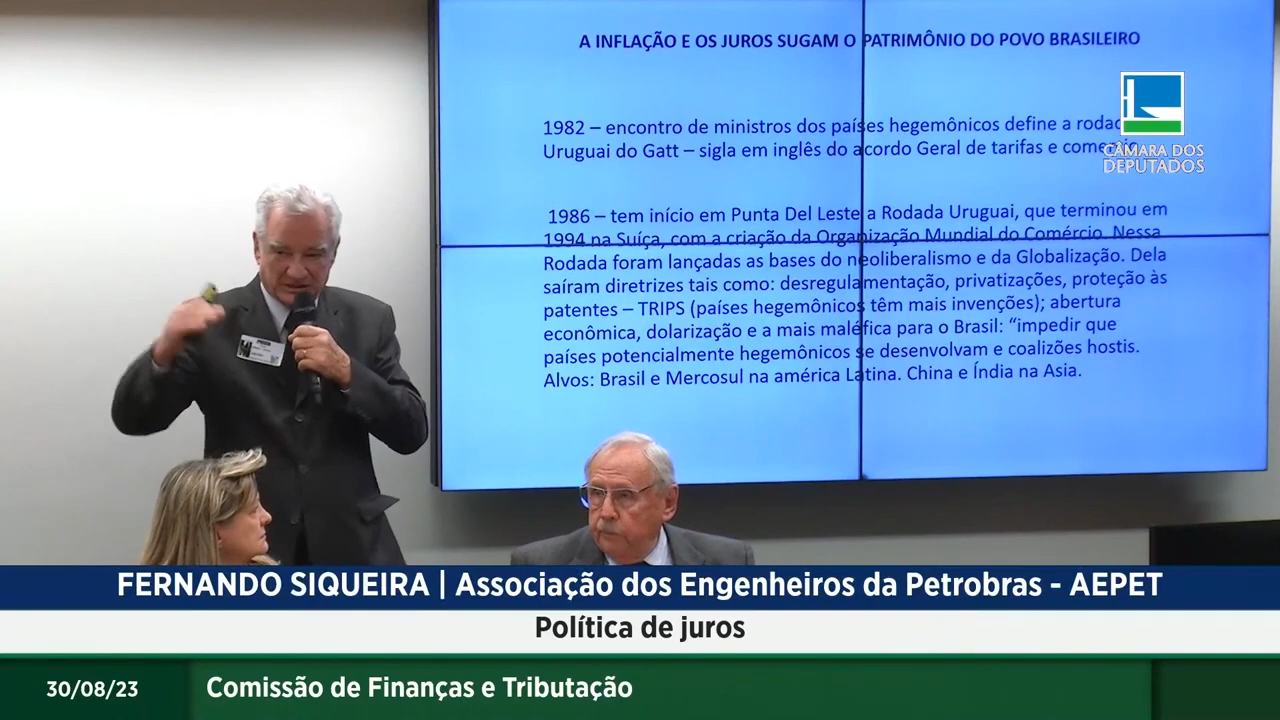 A INFLAÇÃO E OS JUROS SUGAM O PATRIMÔNIO DO POVO BRASILEIRO
1982 – encontro de ministros dos países hegemônicos define a
Uruguai do Gatt – sigla em inglês do acordo Geral de tarifas e
CÂMARA DOS
DEPUTADOS
1986 – tem início em Punta Del Leste a Rodada Uruguai, que terminou em
1994 na Suíça, com a criação da Organização Mundial do Comércio. Nessa
Rodada foram lançadas as bases do neoliberalismo e da Globalização. Dela
saíram diretrizes tais como: desregulamentação, privatizações, proteção às
patentes – TRIPS (países hegemônicos têm mais invenções); abertura
econômica, dolarização e a mais maléfica para o Brasil: “impedir que
países potencialmente hegemônicos se desenvolvam e coalizões hostis.
Alvos: Brasil e Mercosul na américa Latina. China e Índia na Asia.
FERNANDO SIQUEIRA | Associação dos Engenheiros da Petrobras - AEPET
Política de juros
30/08/23
Comissão de Finanças e Tributação